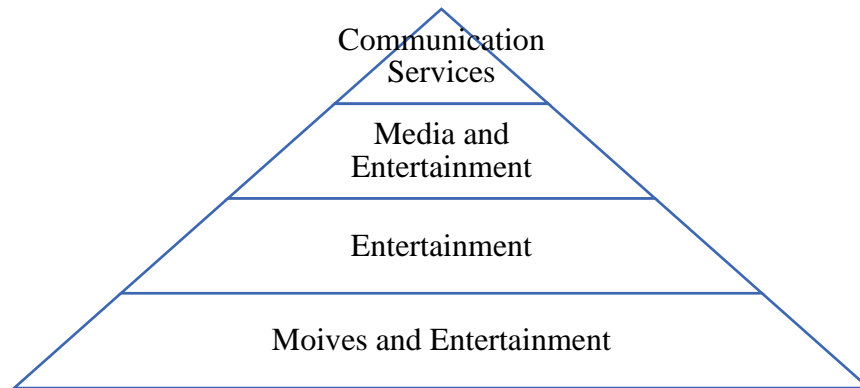 Communication
Services
Media and
Entertainment
Entertainment
Moives and Entertainment